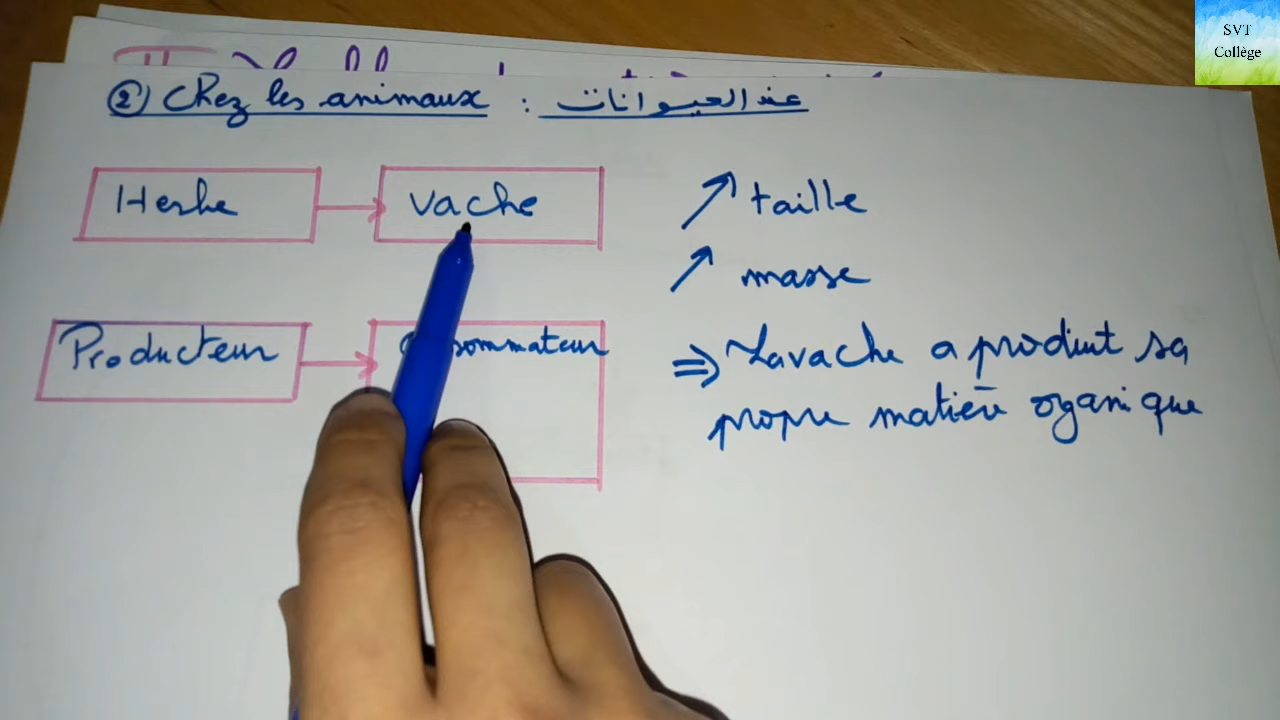 SVT
Collège
2) Chez les animaux : عند الحيوانات
Herbe → Vache
↗ taille
↗ masse
Producteur →
⇒ La vache a produit sa
propre matière organique